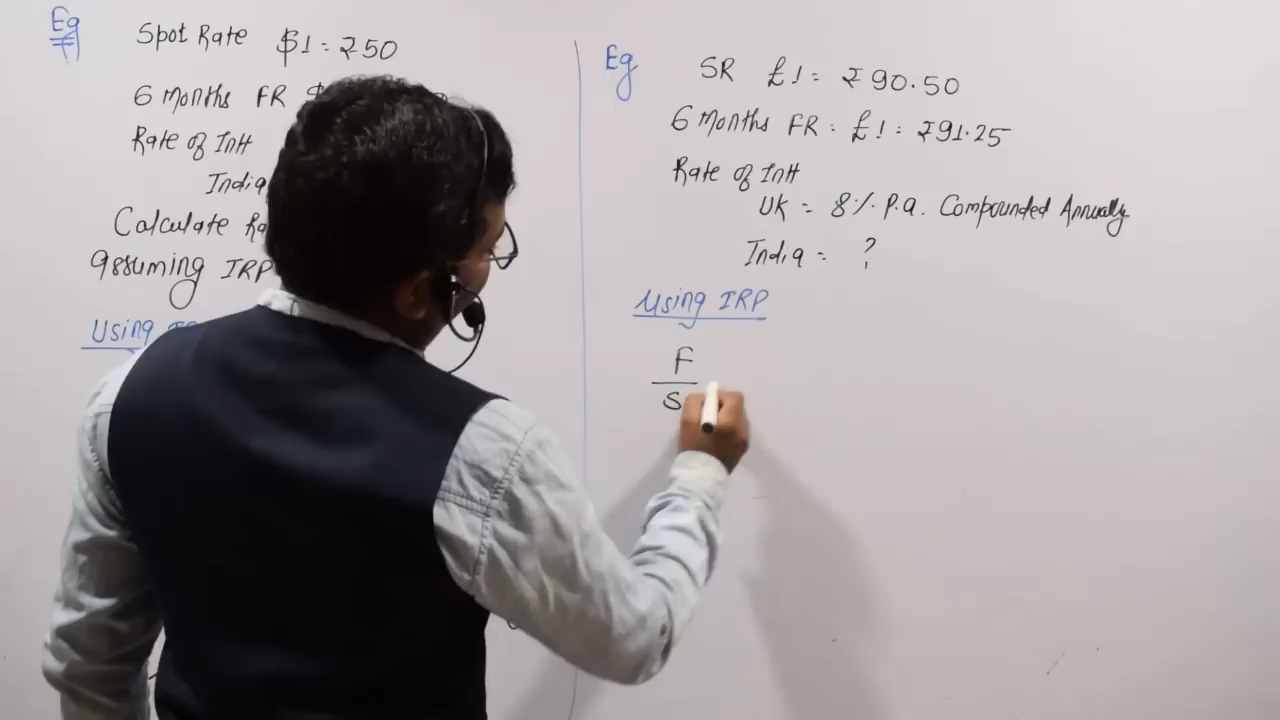 Eg
Spot Rate $1 = ₹50
6 Months FR
Rate of Intt
India
Calculate
Assuming IRP
Using
Eg
SR £1 = ₹90.50
6 Months FR = £1 = ₹91.25
Rate of Intt
UK = 8% P.a. Compounded Annually
India = ?
Using IRP
F
S